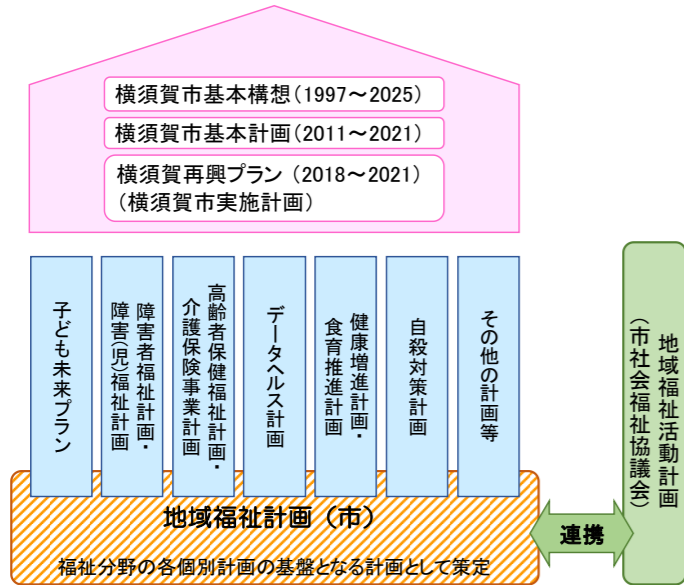 横須賀市基本構想(1997～2025)
横須賀市基本計画(2011～2021)
横須賀再興プラン (2018～2021)
(横須賀市実施計画)
子ども未来プラン
障害者福祉計画・
障害(児)福祉計画
高齢者保健福祉計画・
介護保険事業計画
データヘルス計画
健康増進計画・
食育推進計画
自殺対策計画
その他の計画等
地域福祉活動計画
(市社会福祉協議会)
地域福祉計画（市）
連携
福祉分野の各個別計画の基盤となる計画として策定